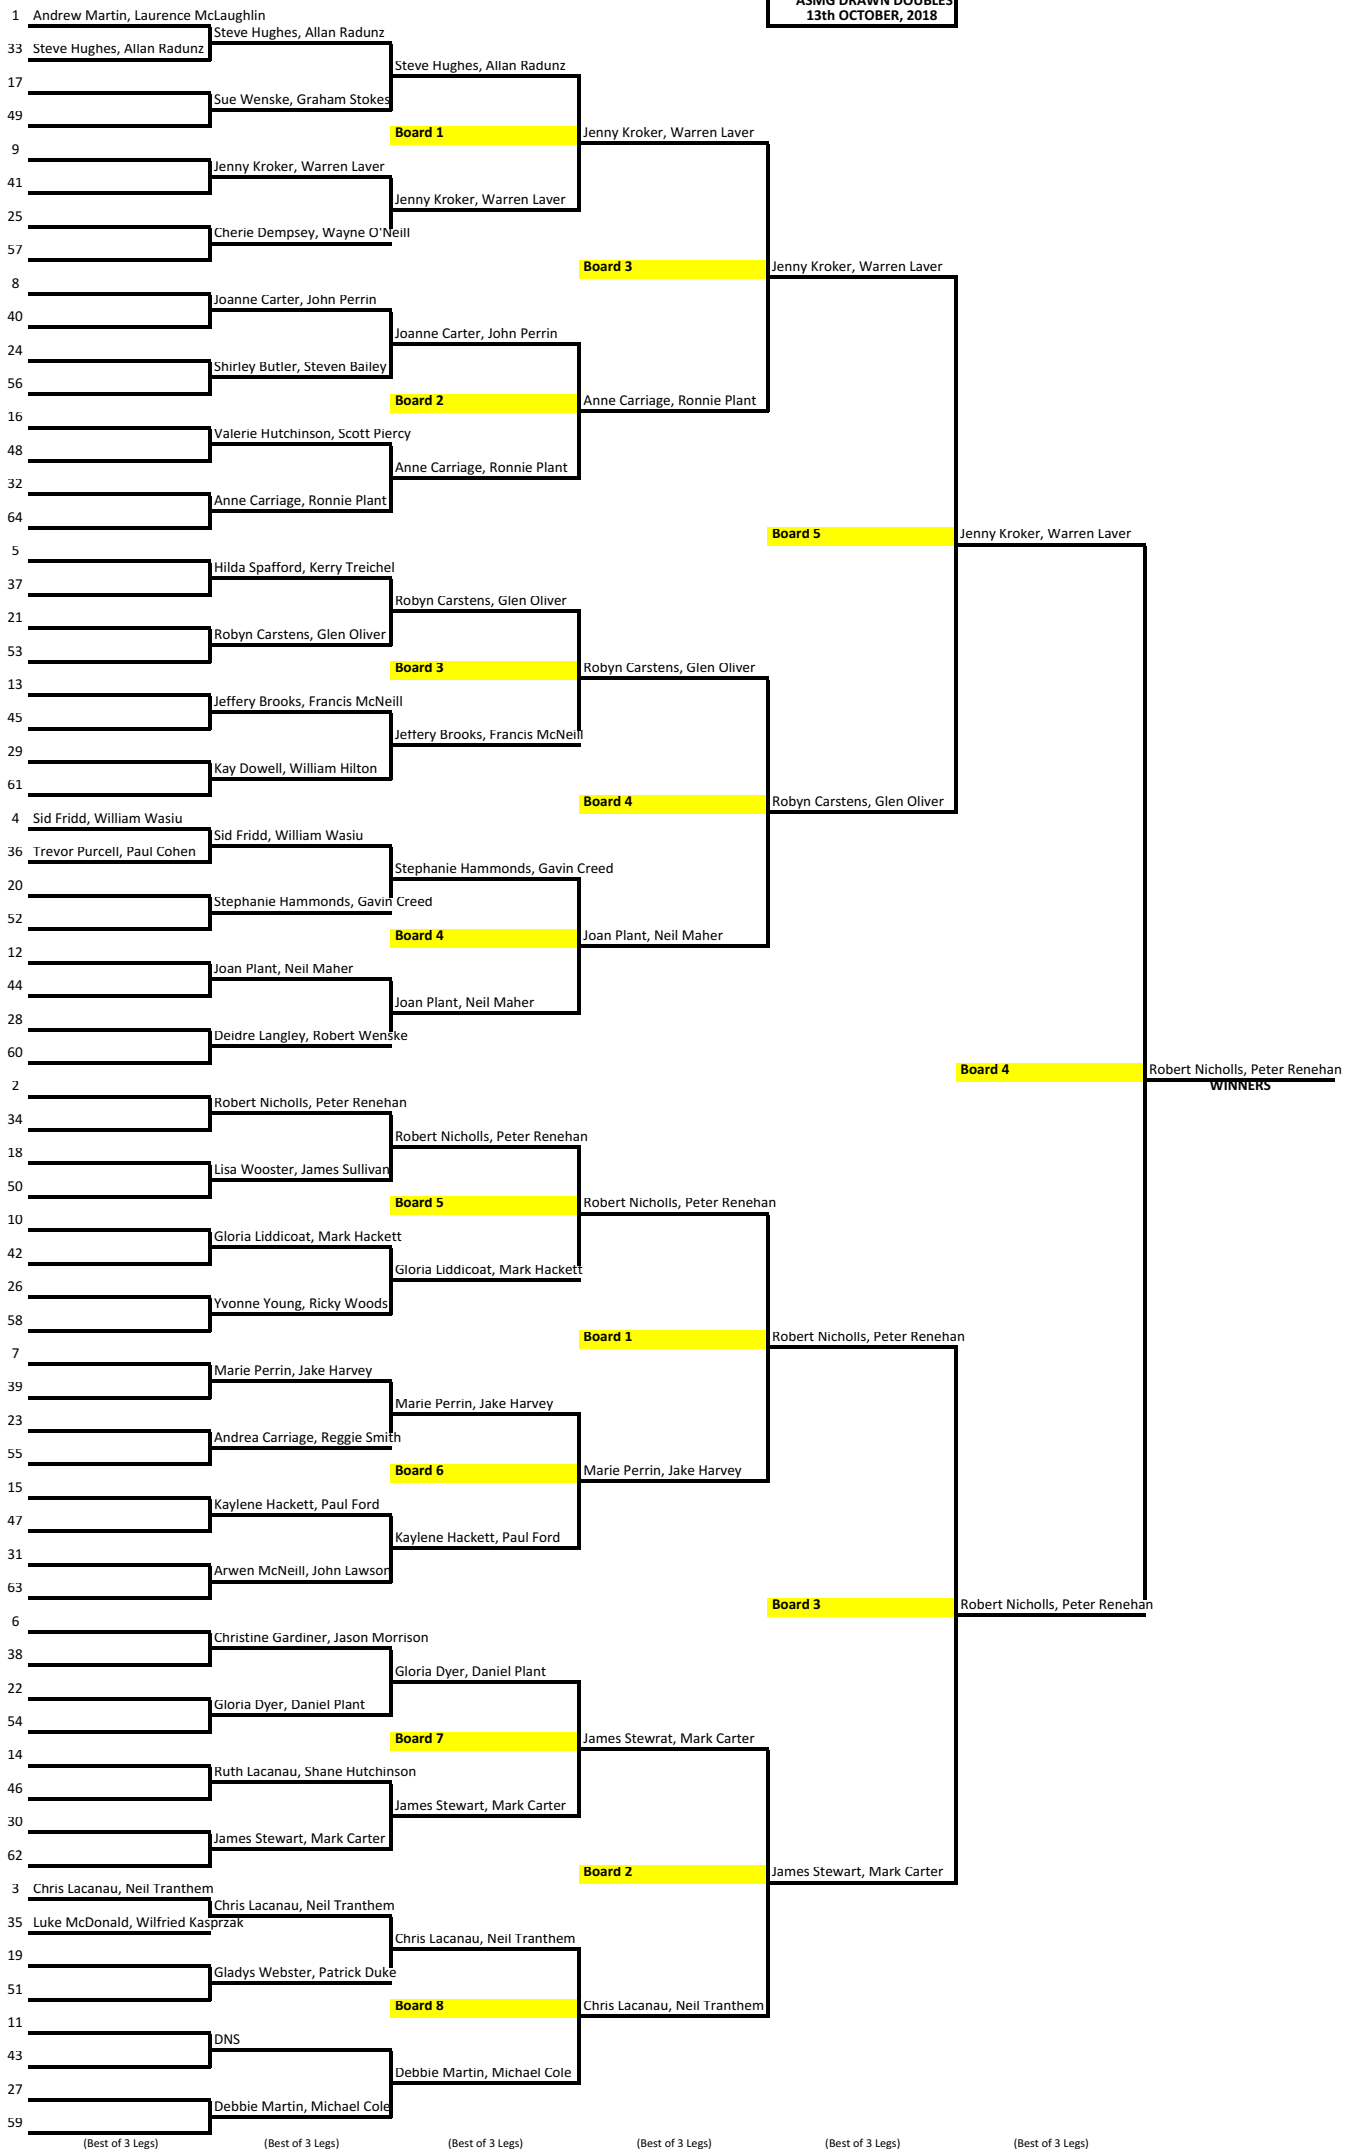 ASMG DRAWN DOUBLES
13th OCTOBER, 2018
1 Andrew Martin, Laurence McLaughlin
Steve Hughes, Allan Radunz
33 Steve Hughes, Allan Radunz
Steve Hughes, Allan Radunz
17
Sue Wenske, Graham Stokes
49
Board 1 Jenny Kroker, Warren Laver
9
Jenny Kroker, Warren Laver
41
Jenny Kroker, Warren Laver
25
Cherie Dempsey, Wayne O'Neill
57
Board 3 Jenny Kroker, Warren Laver
8
Joanne Carter, John Perrin
40
Joanne Carter, John Perrin
24
Shirley Butler, Steven Bailey
56
Board 2 Anne Carriage, Ronnie Plant
16
Valerie Hutchinson, Scott Piercy
48
Anne Carriage, Ronnie Plant
32
Anne Carriage, Ronnie Plant
64
Board 5 Jenny Kroker, Warren Laver
5
Hilda Spafford, Kerry Treichel
37
Robyn Carstens, Glen Oliver
21
Robyn Carstens, Glen Oliver
53
Board 3 Robyn Carstens, Glen Oliver
13
Jeffery Brooks, Francis McNeill
45
Jeffery Brooks, Francis McNeill
29
Kay Dowell, William Hilton
61
Board 4 Robyn Carstens, Glen Oliver
4 Sid Fridd, William Wasiu
Sid Fridd, William Wasiu
36 Trevor Purcell, Paul Cohen
Stephanie Hammonds, Gavin Creed
20
Stephanie Hammonds, Gavin Creed
52
Board 4 Joan Plant, Neil Maher
12
Joan Plant, Neil Maher
44
Joan Plant, Neil Maher
28
Deidre Langley, Robert Wenske
60
Board 4 Robert Nicholls, Peter Renehan
WINNERS
2
Robert Nicholls, Peter Renehan
34
Robert Nicholls, Peter Renehan
18
Lisa Wooster, James Sullivan
50
Board 5 Robert Nicholls, Peter Renehan
10
Gloria Liddicoat, Mark Hackett
42
Gloria Liddicoat, Mark Hackett
26
Yvonne Young, Ricky Woods
58
Board 1 Robert Nicholls, Peter Renehan
7
Marie Perrin, Jake Harvey
39
Marie Perrin, Jake Harvey
23
Andrea Carriage, Reggie Smith
55
Board 6 Marie Perrin, Jake Harvey
15
Kaylene Hackett, Paul Ford
47
Kaylene Hackett, Paul Ford
31
Arwen McNeill, John Lawson
63
Board 3 Robert Nicholls, Peter Renehan
6
Christine Gardiner, Jason Morrison
38
Gloria Dyer, Daniel Plant
22
Gloria Dyer, Daniel Plant
54
Board 7 James Stewrat, Mark Carter
14
Ruth Lacanau, Shane Hutchinson
46
James Stewart, Mark Carter
30
James Stewart, Mark Carter
62
Board 2 James Stewart, Mark Carter
3 Chris Lacanau, Neil Tranthem
Chris Lacanau, Neil Tranthem
35 Luke McDonald, Wilfried Kasprzak
Chris Lacanau, Neil Tranthem
19
Gladys Webster, Patrick Duke
51
Board 8 Chris Lacanau, Neil Tranthem
11
DNS
43
Debbie Martin, Michael Cole
27
Debbie Martin, Michael Cole
59
(Best of 3 Legs) (Best of 3 Legs) (Best of 3 Legs) (Best of 3 Legs) (Best of 3 Legs) (Best of 3 Legs)